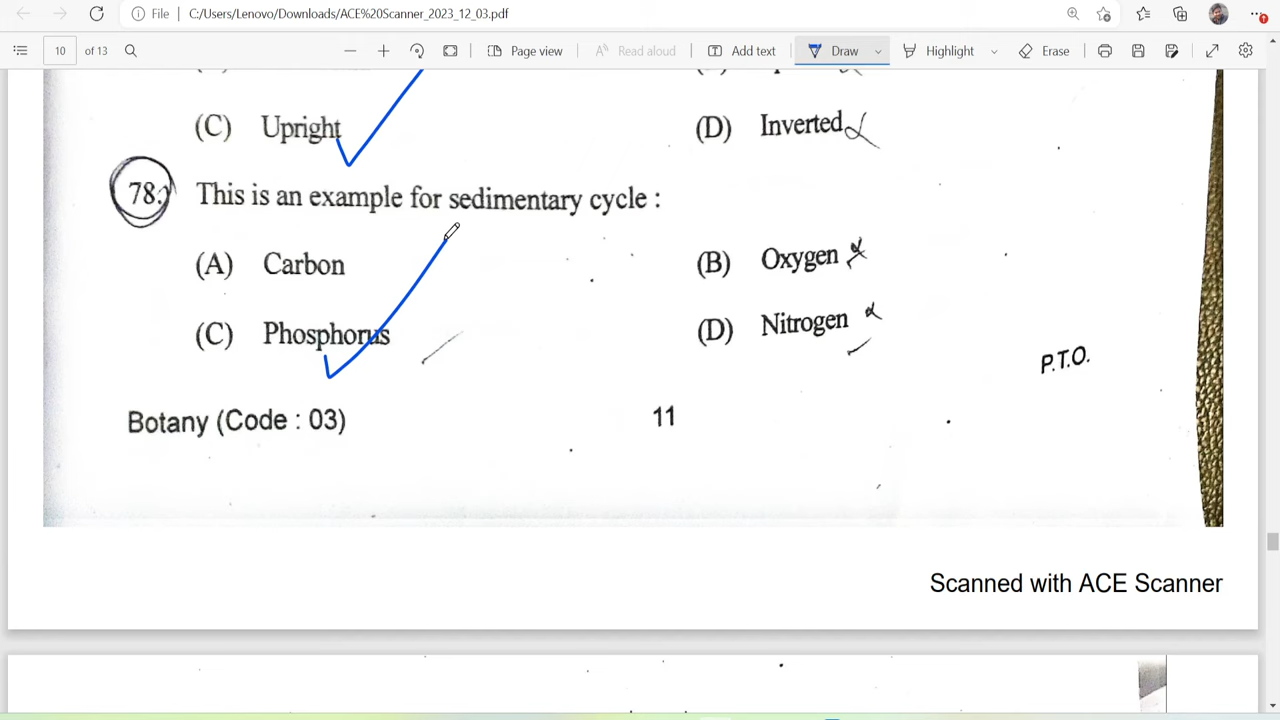 File C:/Users/Lenovo/Downloads/ACE%20Scanner_2023_12_03.pdf
10 of 13 Page view Read aloud Add text Draw Highlight Erase
(C) Upright (D) Inverted
78. This is an example for sedimentary cycle :
(A) Carbon (B) Oxygen
(C) Phosphorus (D) Nitrogen
P.T.O.
Botany (Code : 03) 11
Scanned with ACE Scanner